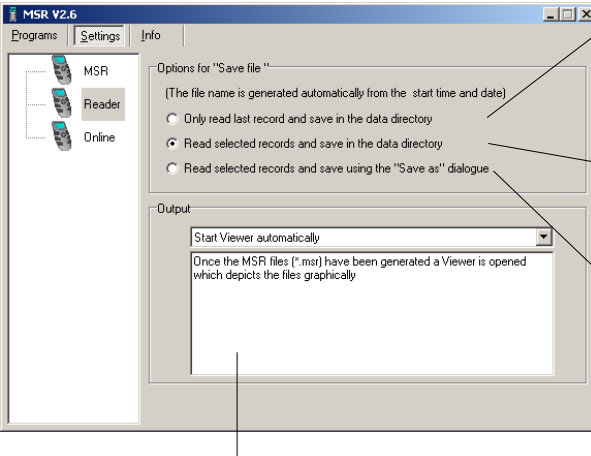 MSR V2.6
Programs Settings Info
MSR
Reader
Online
Options for "Save file "
(The file name is generated automatically from the start time and date)
Only read last record and save in the data directory
Read selected records and save in the data directory
Read selected records and save using the "Save as" dialogue
Output
Start Viewer automatically
Once the MSR files (*.msr) have been generated a Viewer is opened
which depicts the files graphically